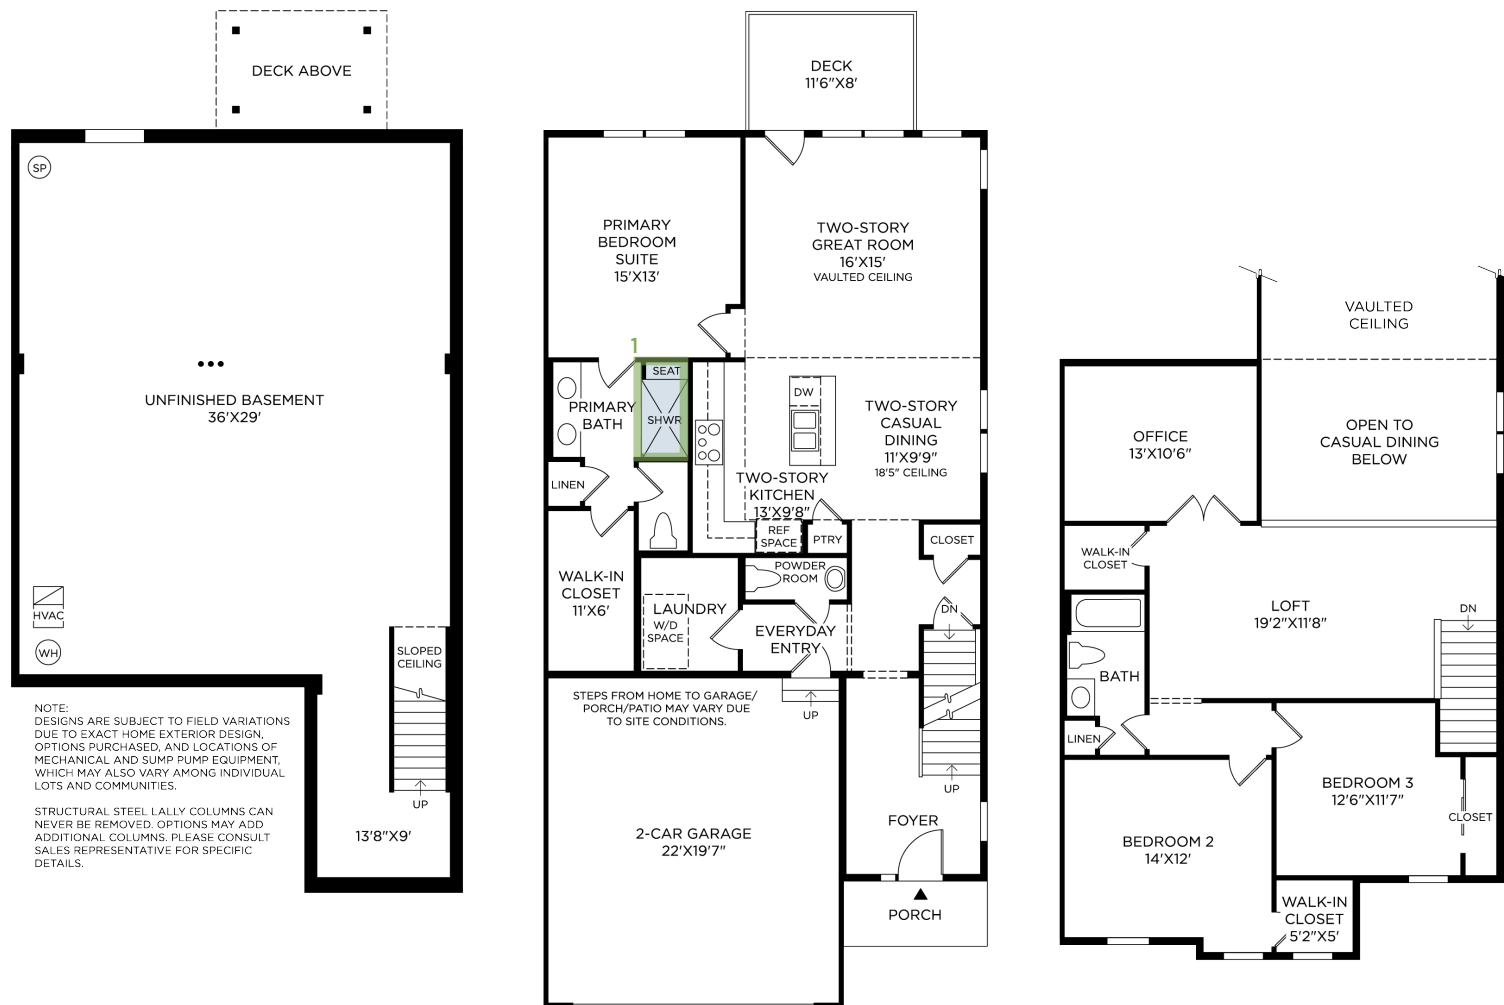 DECK ABOVE
SP
UNFINISHED BASEMENT
36'X29'
HVAC
WH
SLOPED
CEILING
UP
13'8"X9'
NOTE:
DESIGNS ARE SUBJECT TO FIELD VARIATIONS
DUE TO EXACT HOME EXTERIOR DESIGN,
OPTIONS PURCHASED, AND LOCATIONS OF
MECHANICAL AND SUMP PUMP EQUIPMENT,
WHICH MAY ALSO VARY AMONG INDIVIDUAL
LOTS AND COMMUNITIES.
STRUCTURAL STEEL LALLY COLUMNS CAN
NEVER BE REMOVED. OPTIONS MAY ADD
ADDITIONAL COLUMNS. PLEASE CONSULT
SALES REPRESENTATIVE FOR SPECIFIC
DETAILS.
DECK
11'6"X8'
PRIMARY
BEDROOM
SUITE
15'X13'
TWO-STORY
GREAT ROOM
16'X15'
VAULTED CEILING
1
SEAT
SHWR
PRIMARY
BATH
DW
TWO-STORY
CASUAL
DINING
11'X9'9"
18'5" CEILING
LINEN
TWO-STORY
KITCHEN
13'X9'8"
REF
SPACE
PTRY
CLOSET
WALK-IN
CLOSET
11'X6'
POWDER
ROOM
LAUNDRY
W/D
SPACE
EVERYDAY
ENTRY
DN
STEPS FROM HOME TO GARAGE/
PORCH/PATIO MAY VARY DUE
TO SITE CONDITIONS.
UP
UP
2-CAR GARAGE
22'X19'7"
FOYER
PORCH
VAULTED
CEILING
OFFICE
13'X10'6"
OPEN TO
CASUAL DINING
BELOW
WALK-IN
CLOSET
LOFT
19'2"X11'8"
DN
BATH
LINEN
BEDROOM 3
12'6"X11'7"
CLOSET
BEDROOM 2
14'X12'
WALK-IN
CLOSET
5'2"X5'